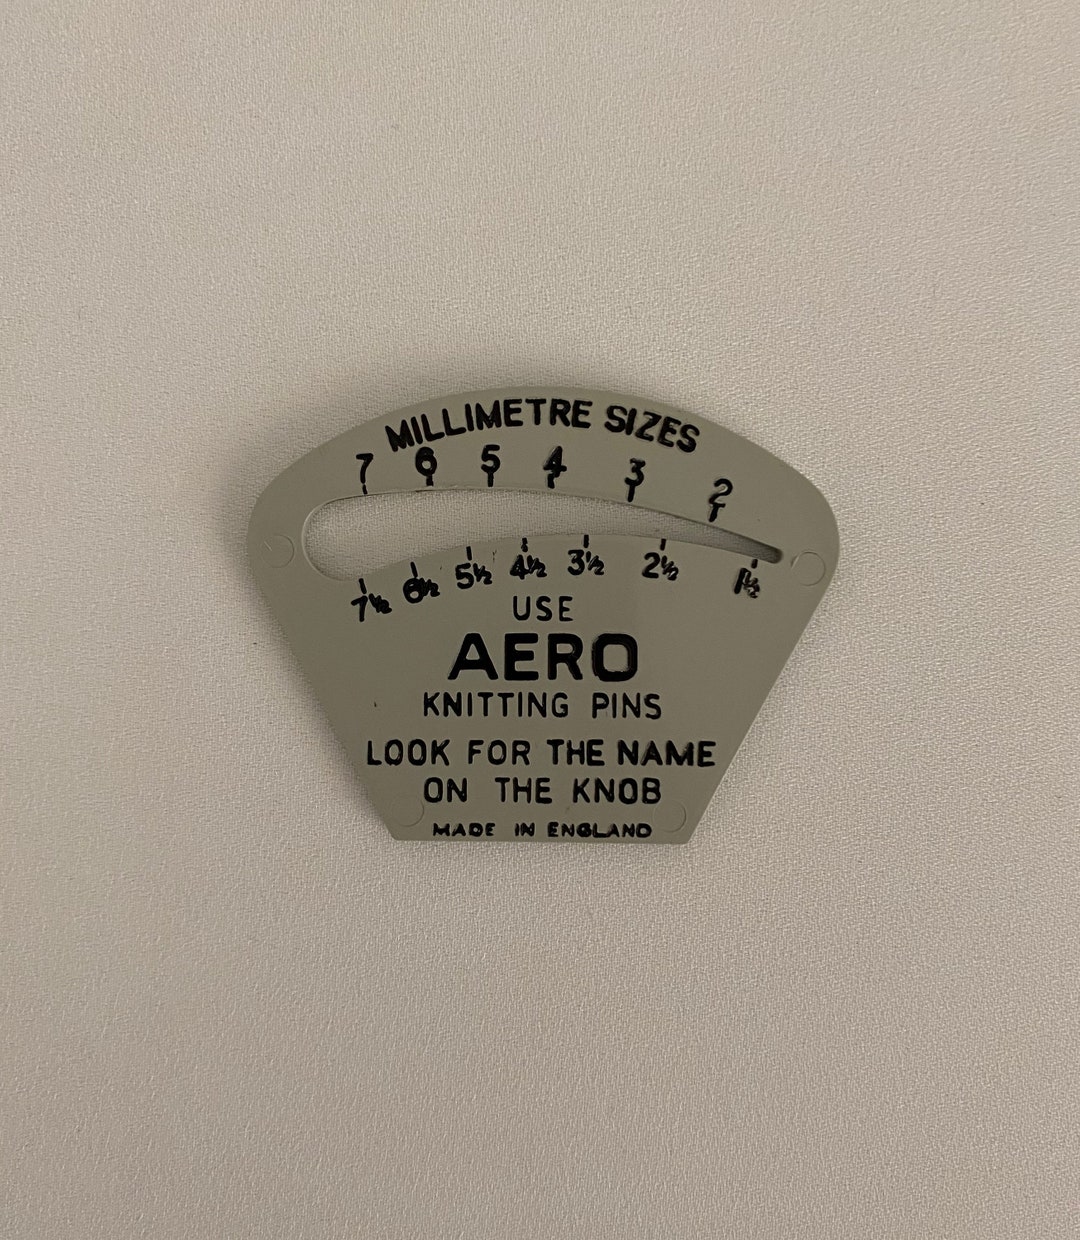 MILLIMETRE SIZES
7 6 5 4 3 2
7½ 6½ 5½ 4½ 3½ 2½ 1½
USE
AERO
KNITTING PINS
LOOK FOR THE NAME
ON THE KNOB
MADE IN ENGLAND